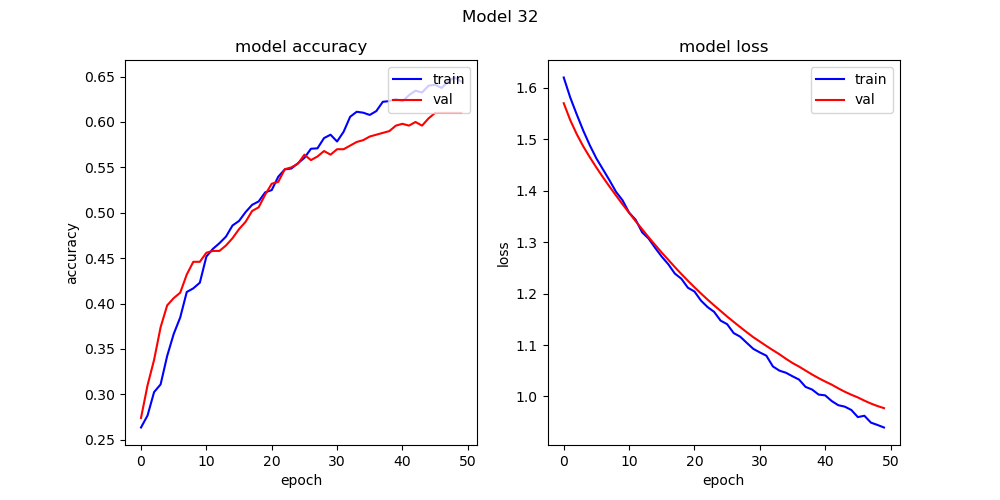 Model 32
model accuracy
train
val
0.65
0.60
0.55
0.50
0.45
0.40
0.35
0.30
0.25
accuracy
0 10 20 30 40 50
epoch
model loss
train
val
1.6
1.5
1.4
1.3
1.2
1.1
1.0
loss
0 10 20 30 40 50
epoch